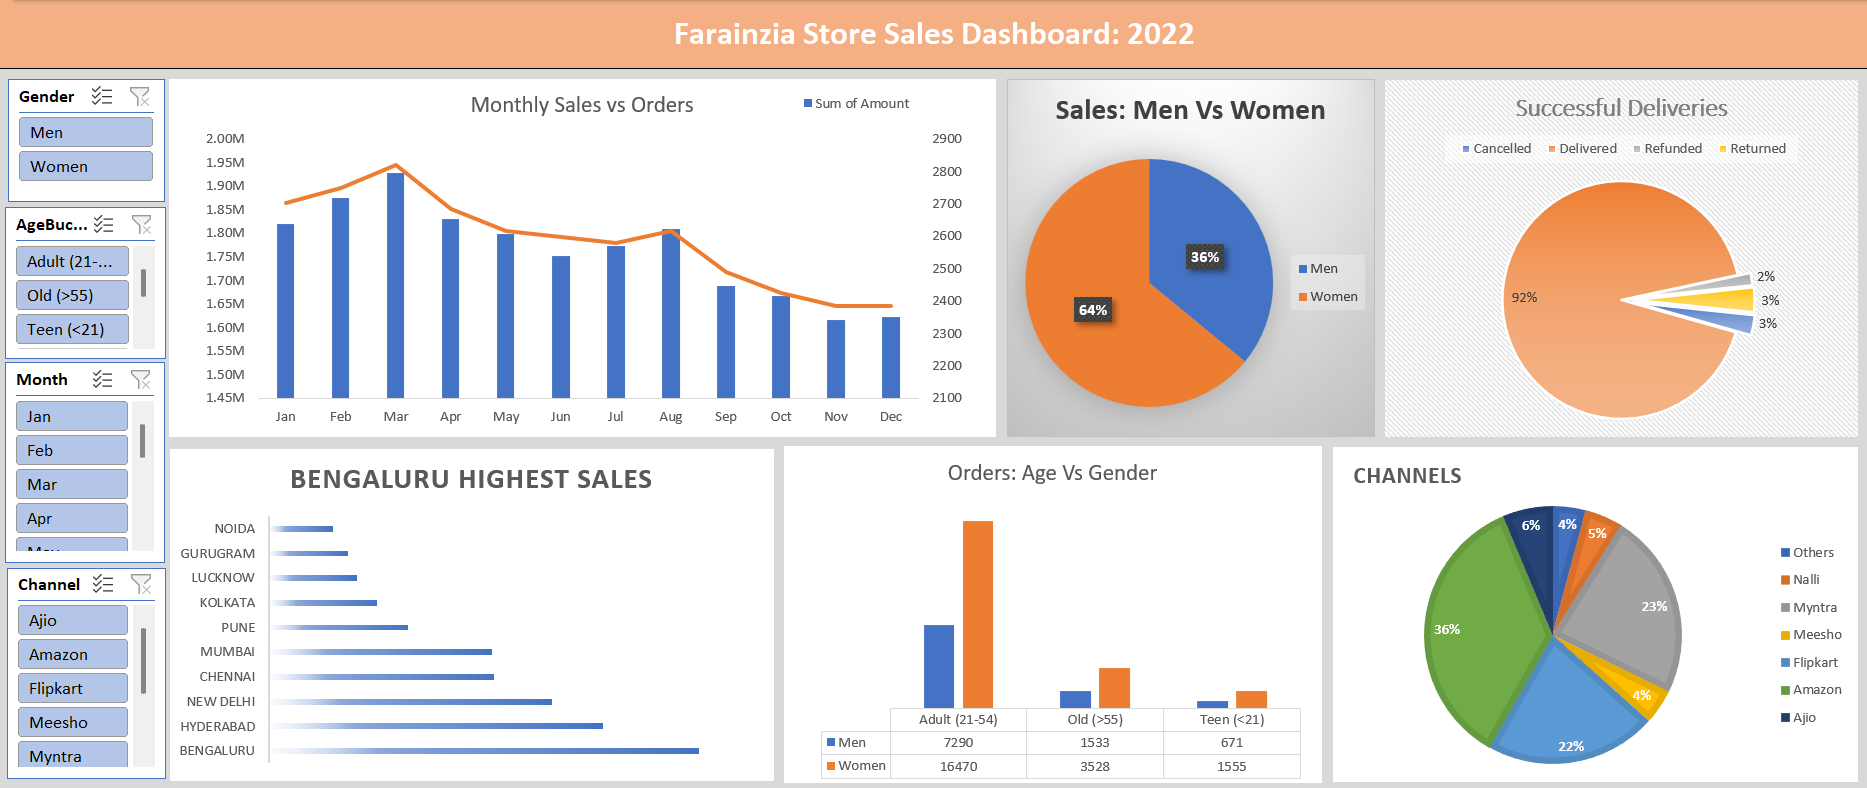 Farainzia Store Sales Dashboard: 2022
Gender
Men
Women
AgeBuc...
Adult (21-...
Old (>55)
Teen (<21)
Month
Jan
Feb
Mar
Apr
May
Channel
Ajio
Amazon
Flipkart
Meesho
Myntra
Monthly Sales vs Orders
Sum of Amount
2.00M
1.95M
1.90M
1.85M
1.80M
1.75M
1.70M
1.65M
1.60M
1.55M
1.50M
1.45M
2900
2800
2700
2600
2500
2400
2300
2200
2100
Jan Feb Mar Apr May Jun Jul Aug Sep Oct Nov Dec
Sales: Men Vs Women
36%
64%
Men
Women
Successful Deliveries
Cancelled Delivered Refunded Returned
92%
2%
3%
3%
BENGALURU HIGHEST SALES
NOIDA
GURUGRAM
LUCKNOW
KOLKATA
PUNE
MUMBAI
CHENNAI
NEW DELHI
HYDERABAD
BENGALURU
Orders: Age Vs Gender
Adult (21-54) Old (>55) Teen (<21)
Men 7290 1533 671
Women 16470 3528 1555
CHANNELS
6%
4%
5%
23%
36%
4%
22%
Others
Nalli
Myntra
Meesho
Flipkart
Amazon
Ajio